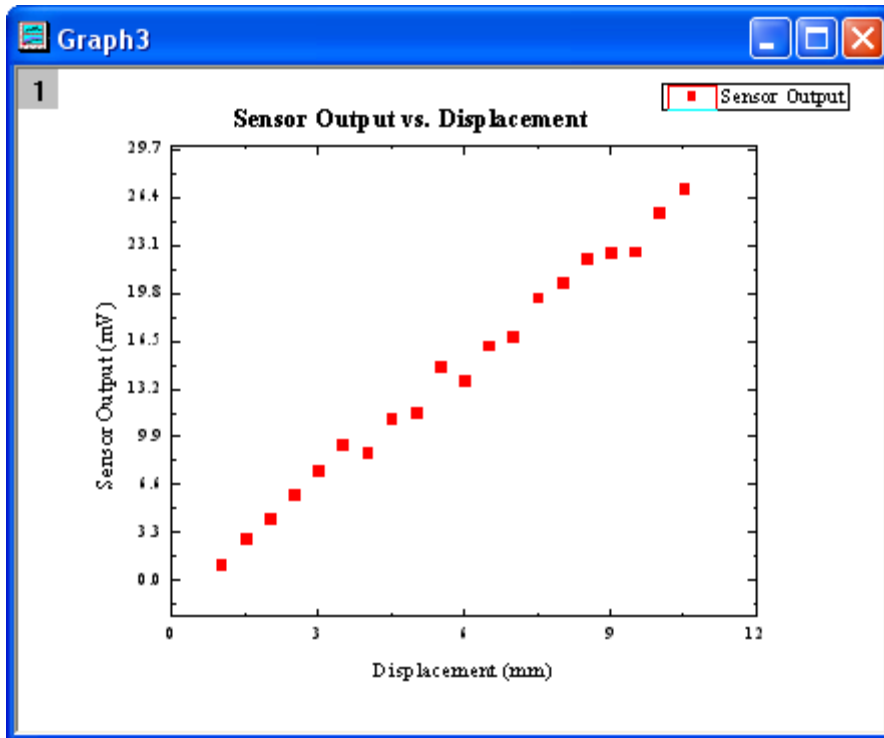 Graph3
1
Sensor Output
Sensor Output vs. Displacement
29.7
26.4
23.1
19.8
16.5
13.2
9.9
6.6
3.3
0.0
Sensor Output (mV)
0 3 6 9 12
Displacement (mm)